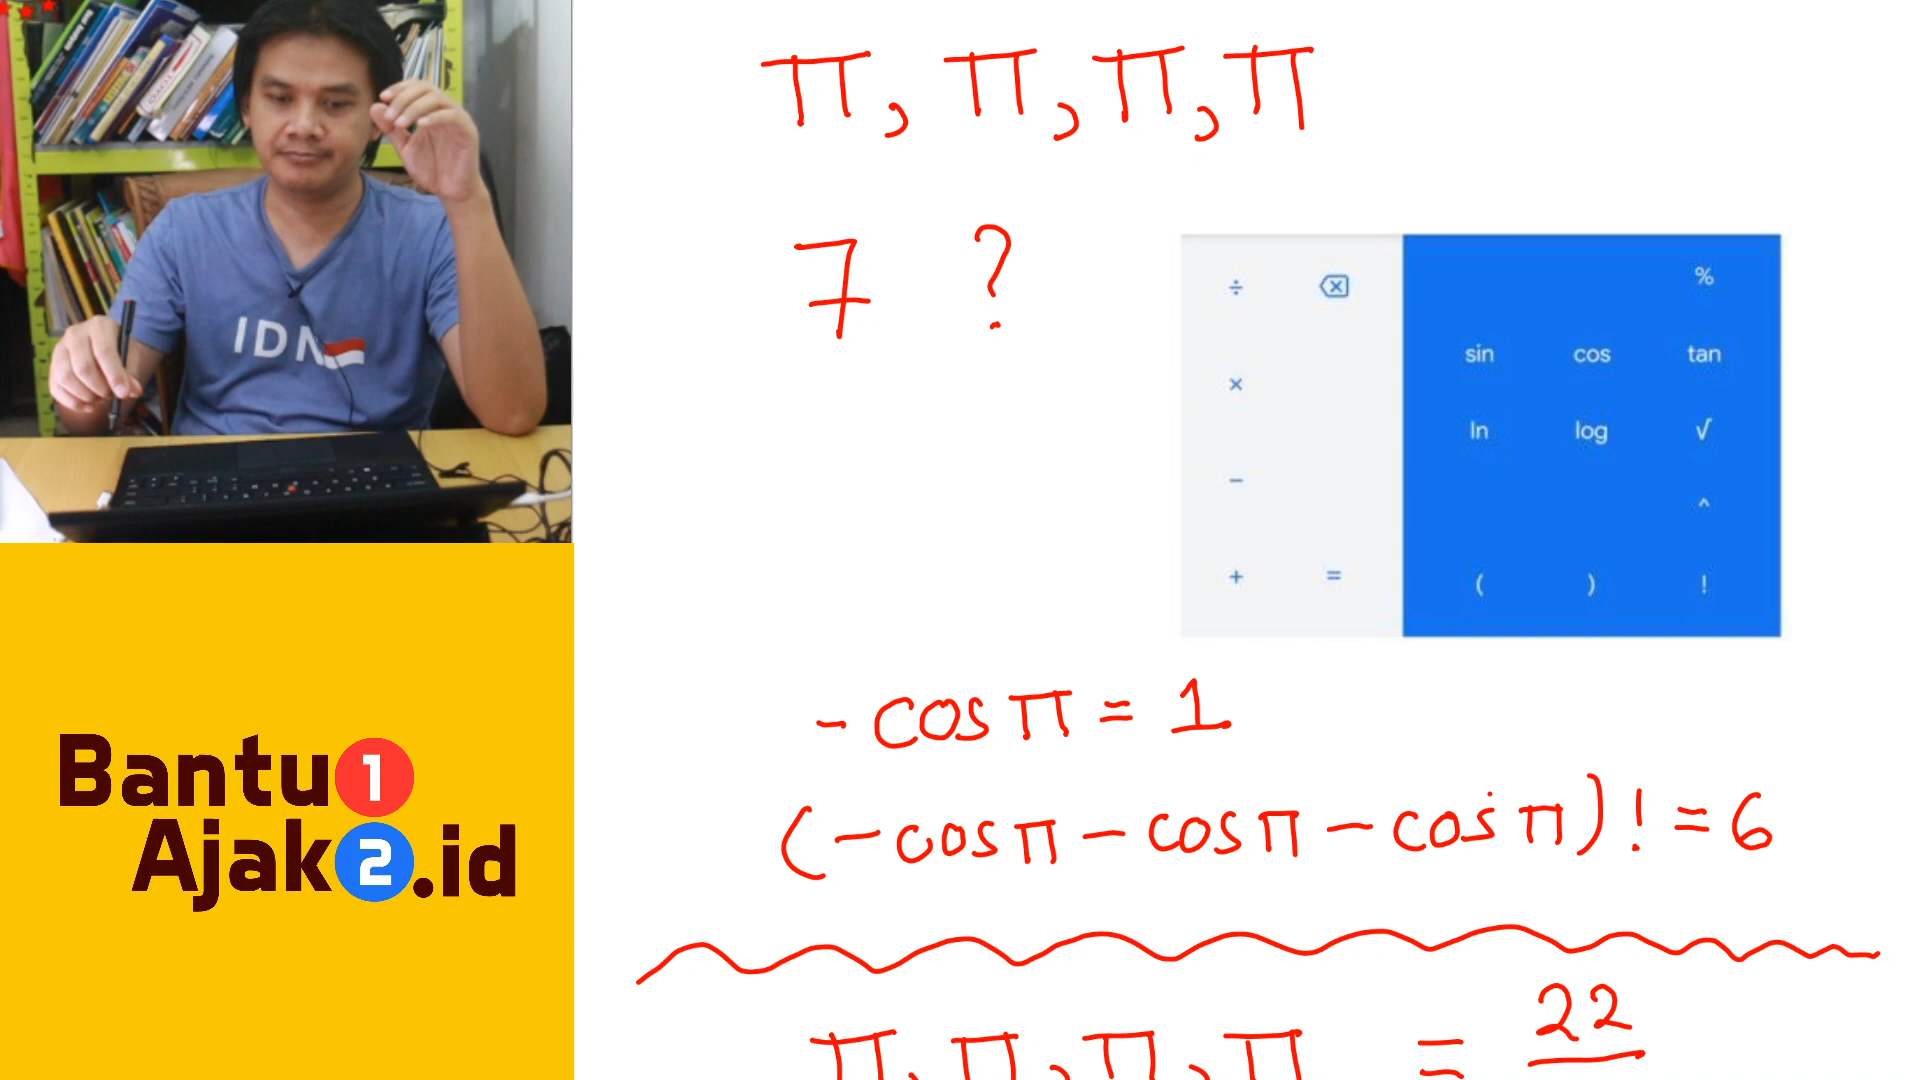 IDN
Bantu1
Ajak2.id
π, π, π, π
7 ?
÷ %
sin cos tan
×
ln log √
− ^
+ = ( ) !
- cos π = 1
(- cos π - cos π - cos π)! = 6
π, π, π, π = 22